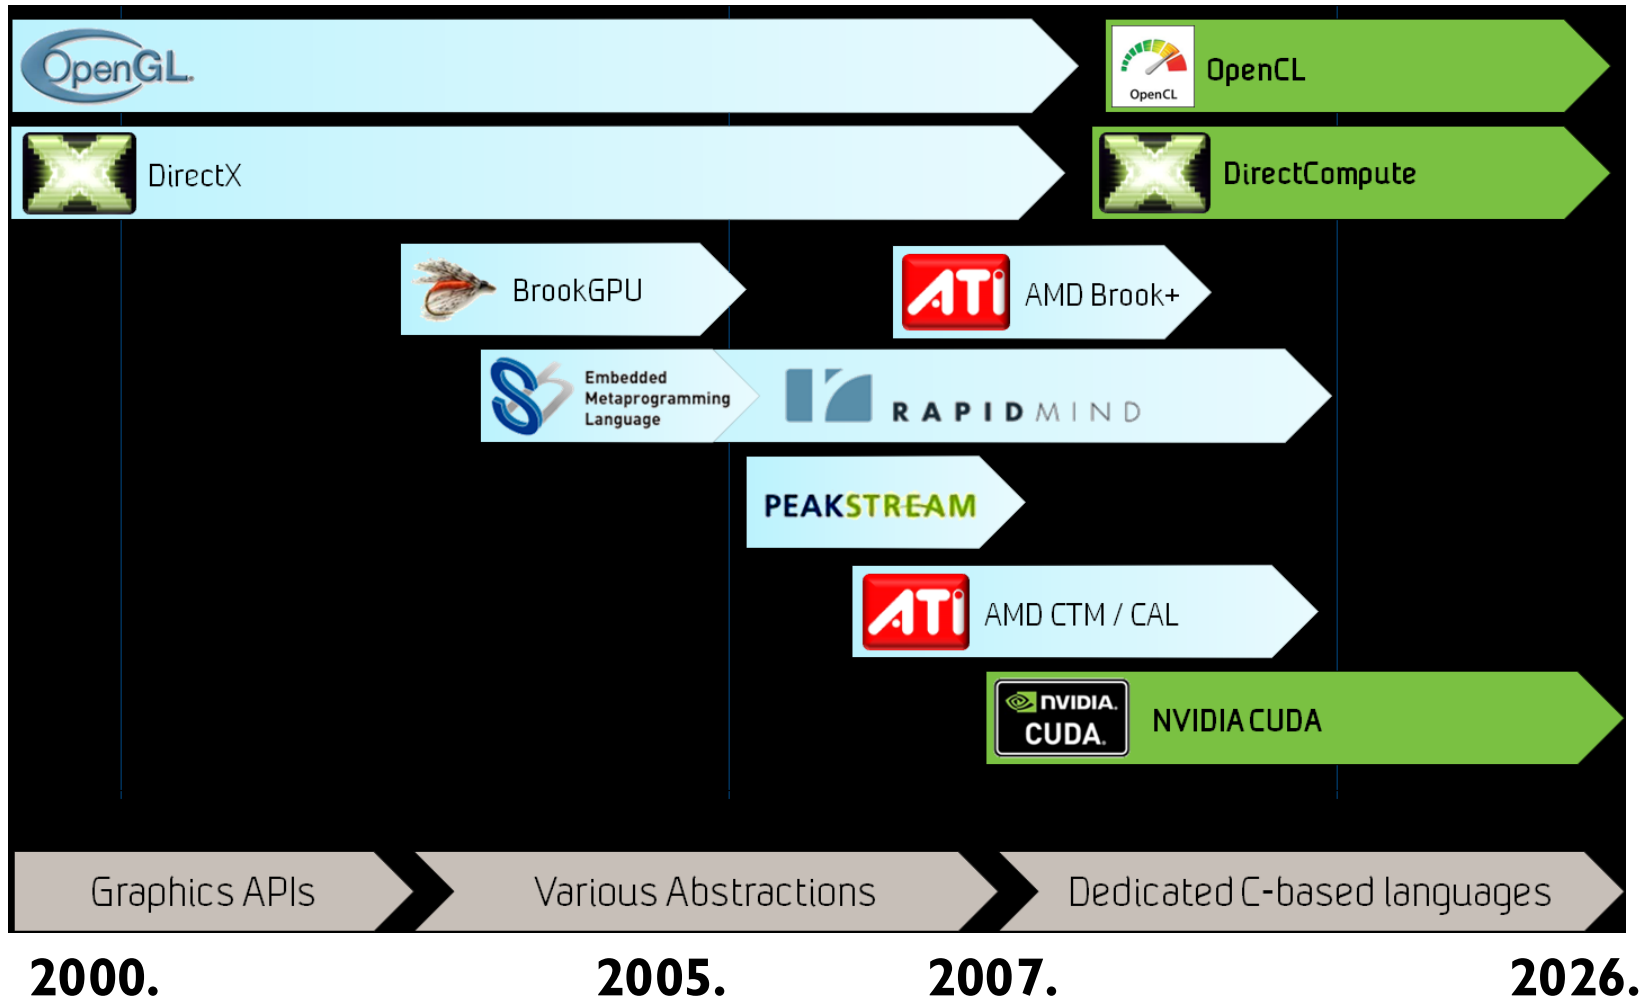 OpenGL.
OpenCL
OpenCL
DirectX
DirectCompute
BrookGPU
ATI
AMD Brook+
Embedded
Metaprogramming
Language
RAPIDMIND
PEAKSTREAM
ATI
AMD CTM / CAL
NVIDIA.
CUDA.
NVIDIA CUDA
Graphics APIs
Various Abstractions
Dedicated C-based languages
2000.
2005.
2007.
2026.